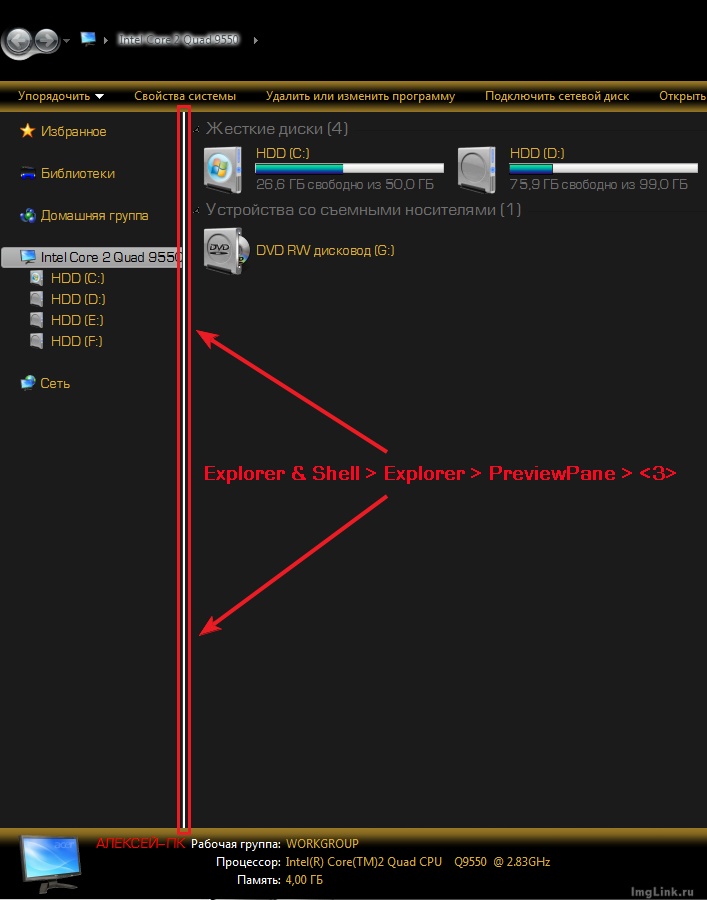 Intel Core 2 Quad 9550
Упорядочить Свойства системы Удалить или изменить программу Подключить сетевой диск Открыть
Избранное
Библиотеки
Домашняя группа
Intel Core 2 Quad 9550
HDD (C:)
HDD (D:)
HDD (E:)
HDD (F:)
Сеть
Жесткие диски (4)
HDD (C:)
26,6 ГБ свободно из 50,0 ГБ
HDD (D:)
75,9 ГБ свободно из 99,0 ГБ
Устройства со съемными носителями (1)
DVD
DVD RW дисковод (G:)
Explorer & Shell > Explorer > PreviewPane > <3>
АЛЕКСЕЙ-ПК Рабочая группа: WORKGROUP
Процессор: Intel(R) Core(TM)2 Quad CPU Q9550 @ 2.83GHz
Память: 4,00 ГБ
ImgLink.ru